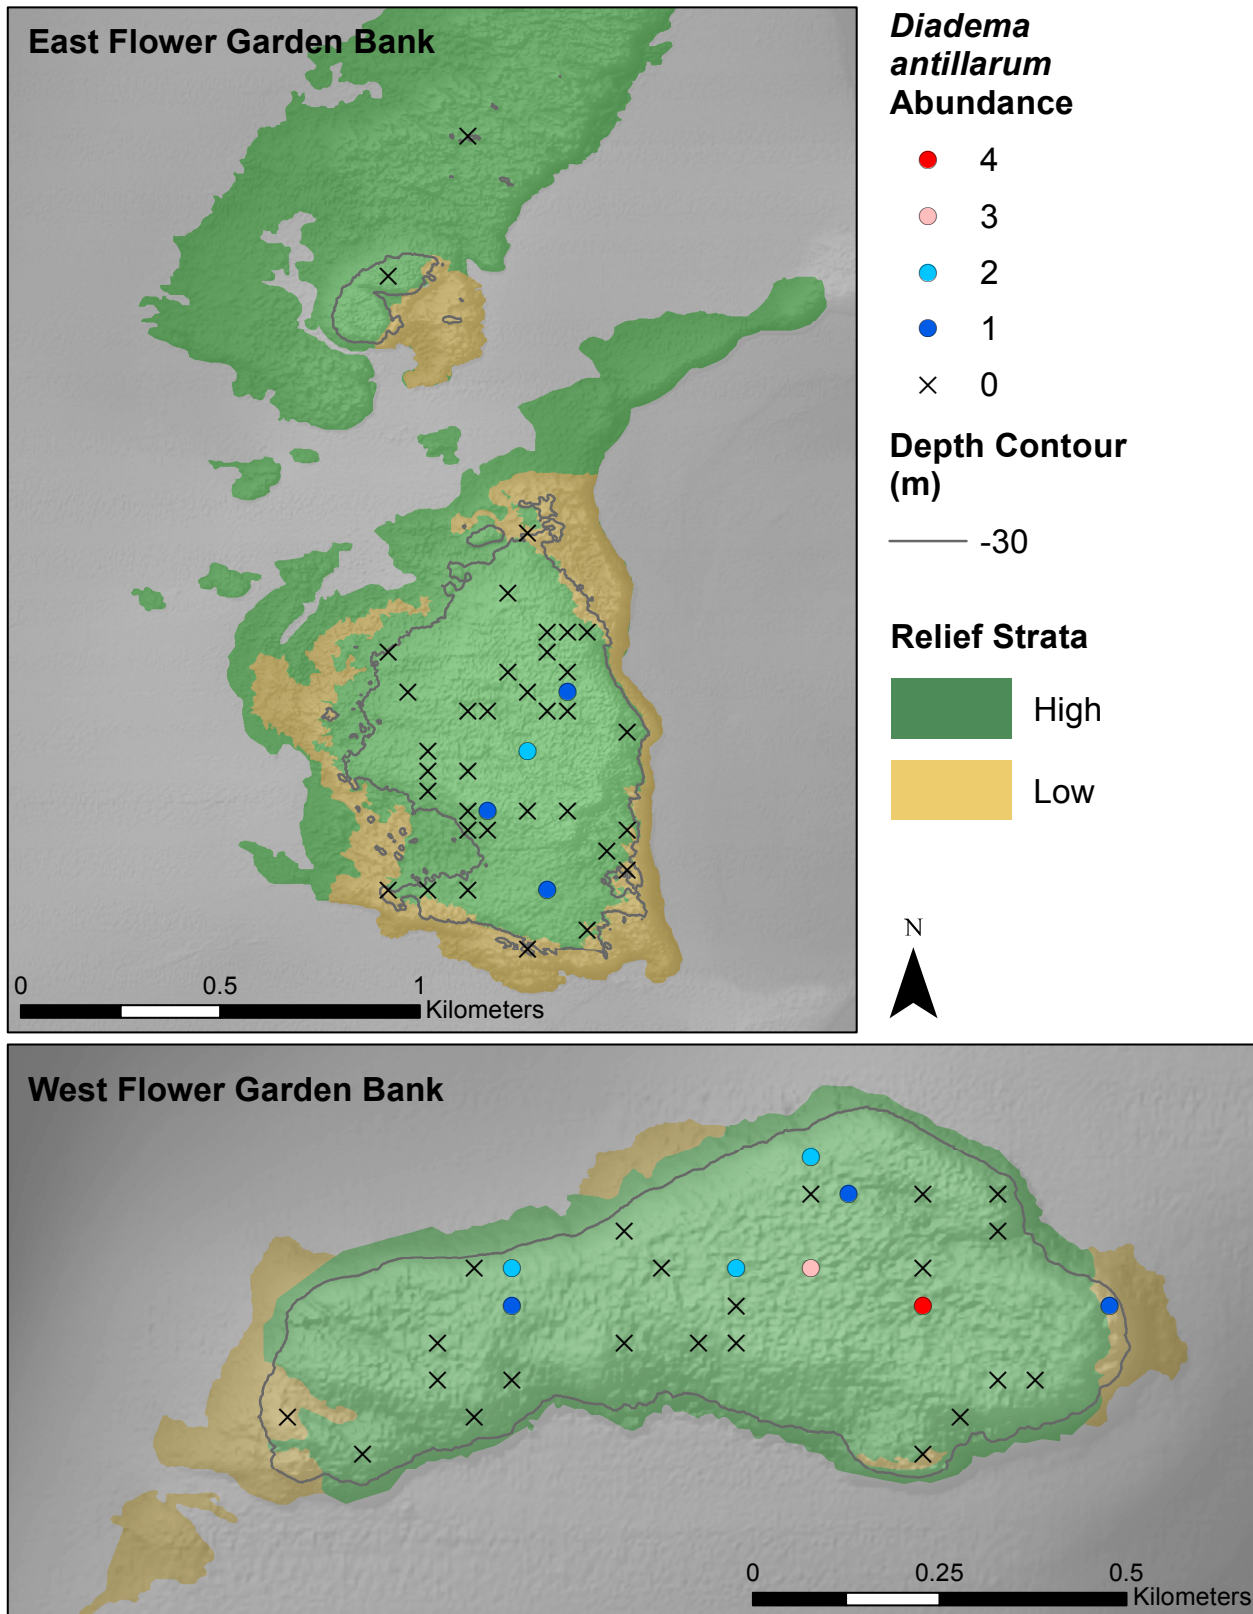 East Flower Garden Bank
0 0.5 1
Kilometers
Diadema
antillarum
Abundance
4
3
2
1
0
Depth Contour
(m)
-30
Relief Strata
High
Low
N
West Flower Garden Bank
0 0.25 0.5
Kilometers